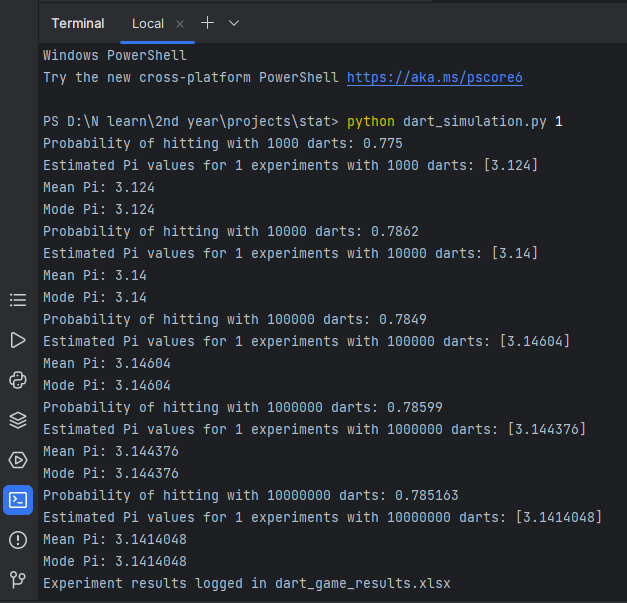 Terminal Local
Windows PowerShell
Try the new cross-platform PowerShell https://aka.ms/pscore6
PS D:\N learn\2nd year\projects\stat> python dart_simulation.py 1
Probability of hitting with 1000 darts: 0.775
Estimated Pi values for 1 experiments with 1000 darts: [3.124]
Mean Pi: 3.124
Mode Pi: 3.124
Probability of hitting with 10000 darts: 0.7862
Estimated Pi values for 1 experiments with 10000 darts: [3.14]
Mean Pi: 3.14
Mode Pi: 3.14
Probability of hitting with 100000 darts: 0.7849
Estimated Pi values for 1 experiments with 100000 darts: [3.14604]
Mean Pi: 3.14604
Mode Pi: 3.14604
Probability of hitting with 1000000 darts: 0.78599
Estimated Pi values for 1 experiments with 1000000 darts: [3.144376]
Mean Pi: 3.144376
Mode Pi: 3.144376
Probability of hitting with 10000000 darts: 0.785163
Estimated Pi values for 1 experiments with 10000000 darts: [3.1414048]
Mean Pi: 3.1414048
Mode Pi: 3.1414048
Experiment results logged in dart_game_results.xlsx